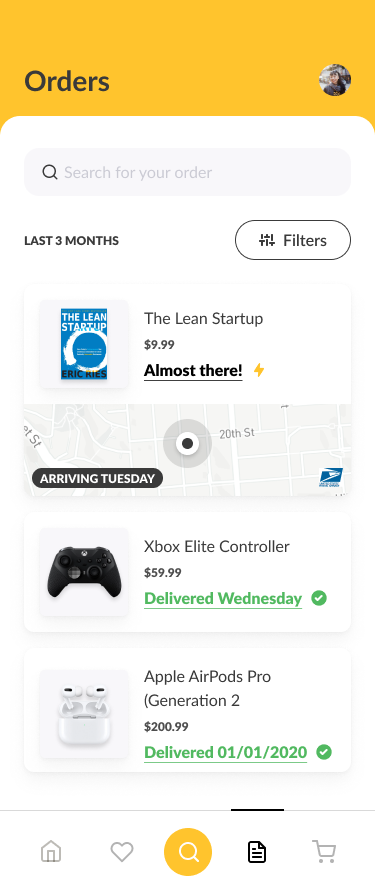 Orders
Search for your order
LAST 3 MONTHS
Filters
THE LEAN
STARTUP
ERIC RIES
The Lean Startup
$9.99
Almost there!
et St
20th St
ARRIVING TUESDAY
Xbox Elite Controller
$59.99
Delivered Wednesday
Apple AirPods Pro
(Generation 2
$200.99
Delivered 01/01/2020